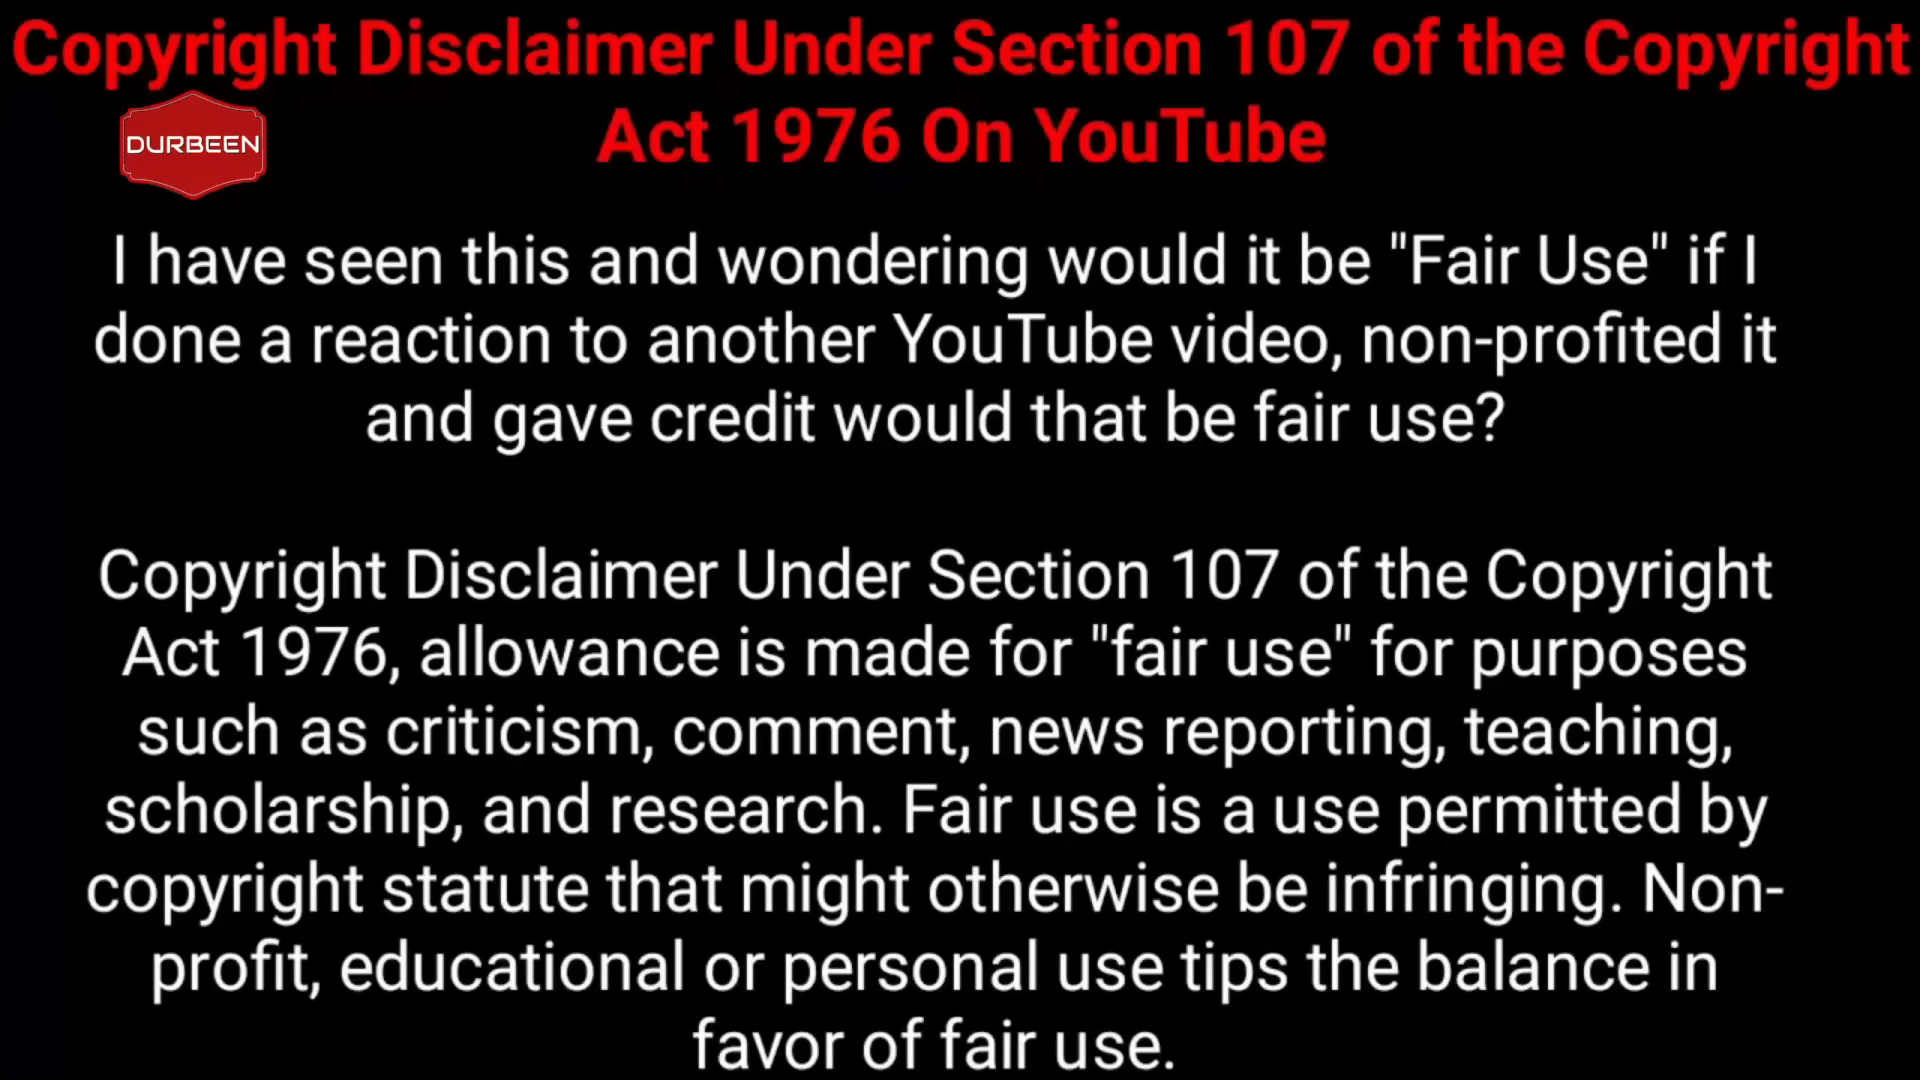 Copyright Disclaimer Under Section 107 of the Copyright
Act 1976 On YouTube
DURBEEN
I have seen this and wondering would it be "Fair Use" if I
done a reaction to another YouTube video, non-profited it
and gave credit would that be fair use?
Copyright Disclaimer Under Section 107 of the Copyright
Act 1976, allowance is made for "fair use" for purposes
such as criticism, comment, news reporting, teaching,
scholarship, and research. Fair use is a use permitted by
copyright statute that might otherwise be infringing. Non-
profit, educational or personal use tips the balance in
favor of fair use.